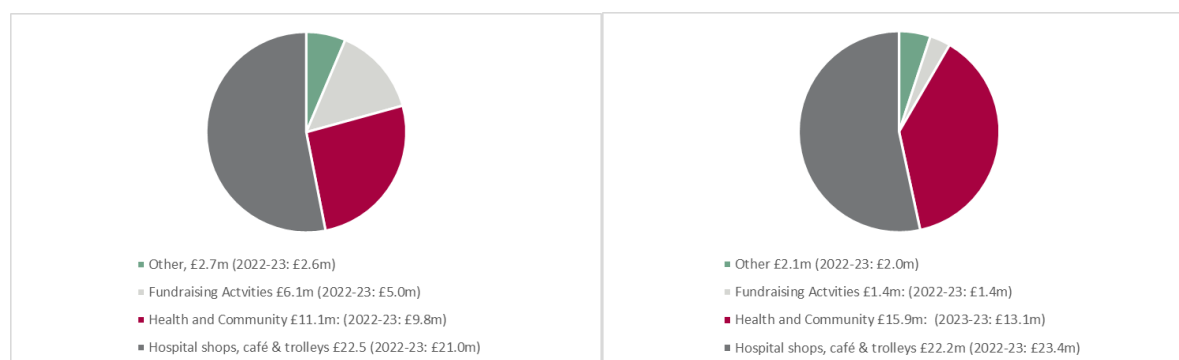 Other, £2.7m (2022-23: £2.6m)
Fundraising Actvities £6.1m (2022-23: £5.0m)
Health and Community £11.1m: (2022-23: £9.8m)
Hospital shops, café & trolleys £22.5 (2022-23: £21.0m)
Other £2.1m (2022-23: £2.0m)
Fundraising Actvities £1.4m: (2022-23: £1.4m)
Health and Community £15.9m: (2023-23: £13.1m)
Hospital shops, café & trolleys £22.2m (2022-23: £23.4m)